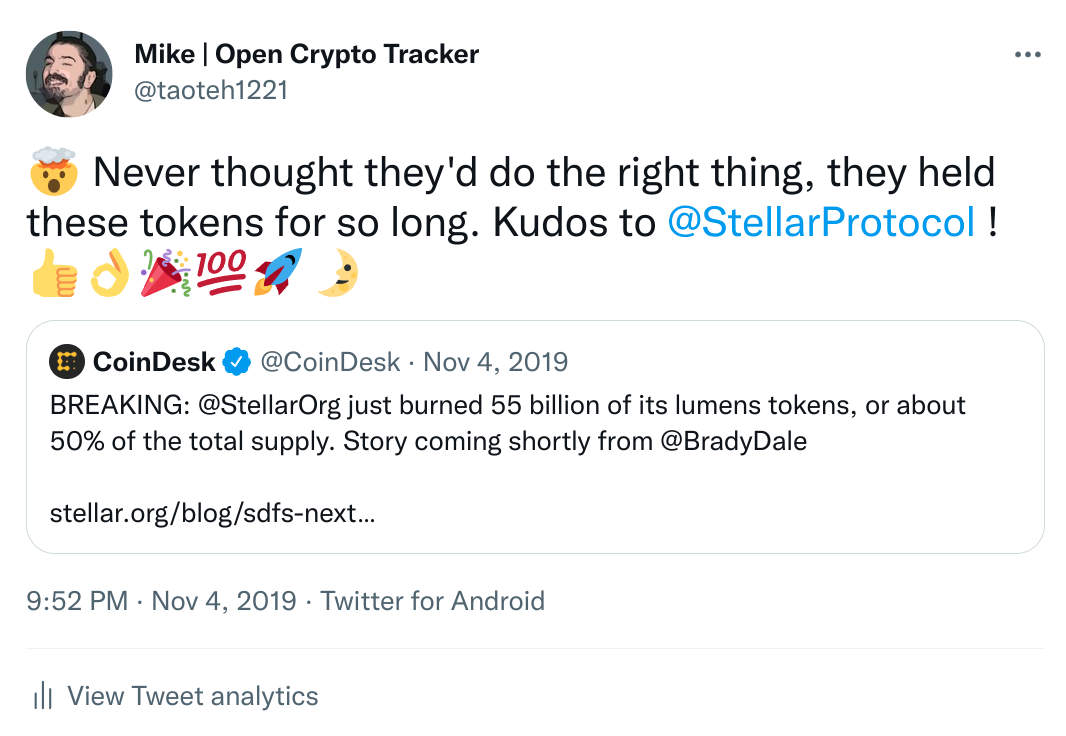 Mike | Open Crypto Tracker
@taoteh1221
🤯 Never thought they'd do the right thing, they held
these tokens for so long. Kudos to @StellarProtocol !
👍👌🎉💯🚀🌛
CoinDesk @CoinDesk · Nov 4, 2019
BREAKING: @StellarOrg just burned 55 billion of its lumens tokens, or about
50% of the total supply. Story coming shortly from @BradyDale
stellar.org/blog/sdfs-next...
9:52 PM · Nov 4, 2019 · Twitter for Android
View Tweet analytics